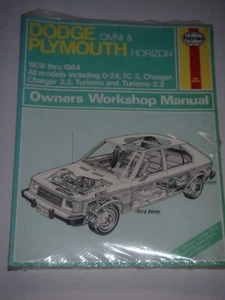 DODGE OMNI &
PLYMOUTH HORIZON
1978 thru 1984
All models including O-24, TC 3, Charger,
Charger 2.2, Turismo and Turismo 2.2
Haynes
Owners Workshop Manual